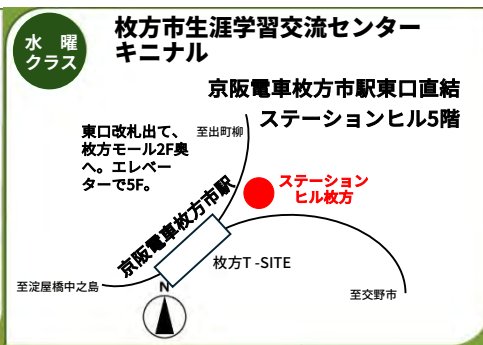 水 曜
クラス
枚方市生涯学習交流センター
キニナル
京阪電車枚方市駅東口直結
ステーションヒル5階
東口改札出て、
枚方モール2F奥
へ。エレベー
ターで5F。
至出町柳
ステーション
ヒル枚方
京阪電車枚方市駅
枚方T -SITE
至淀屋橋中之島
至交野市
N